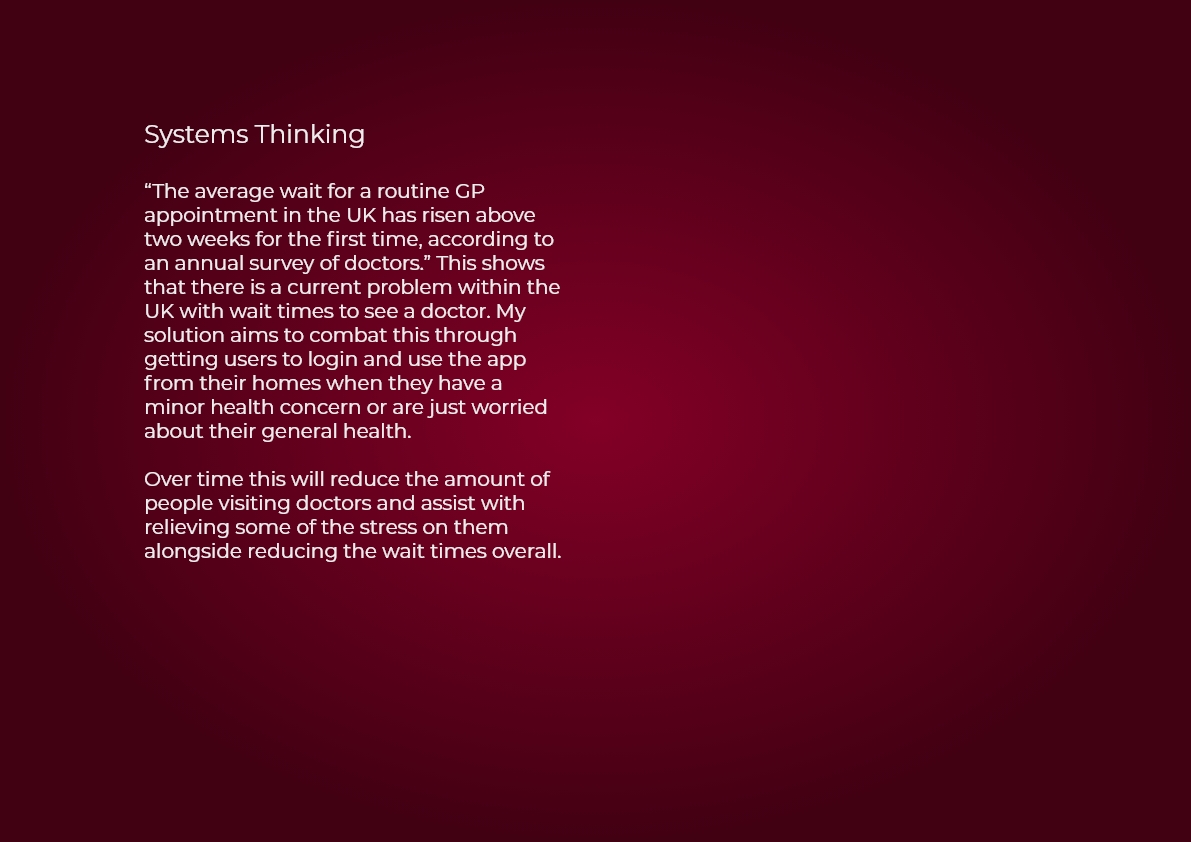 Systems Thinking
“The average wait for a routine GP
appointment in the UK has risen above
two weeks for the first time, according to
an annual survey of doctors.” This shows
that there is a current problem within the
UK with wait times to see a doctor. My
solution aims to combat this through
getting users to login and use the app
from their homes when they have a
minor health concern or are just worried
about their general health.
Over time this will reduce the amount of
people visiting doctors and assist with
relieving some of the stress on them
alongside reducing the wait times overall.